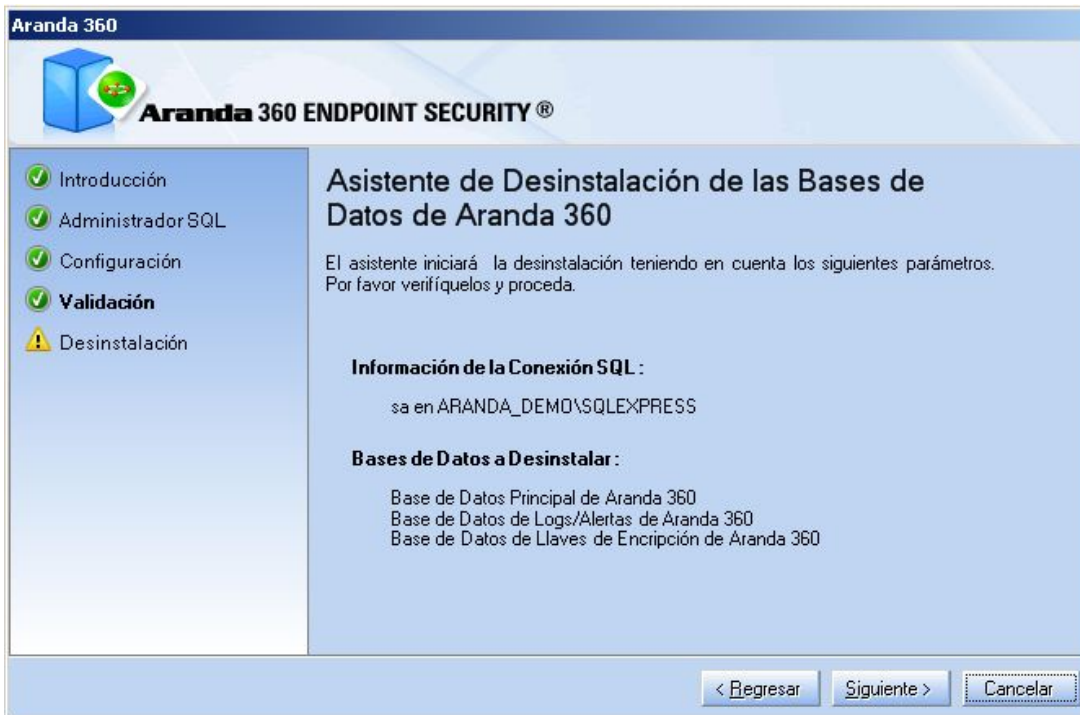 Aranda 360
Aranda 360 ENDPOINT SECURITY ®
Introducción
Administrador SQL
Configuración
Validación
Desinstalación
Asistente de Desinstalación de las Bases de
Datos de Aranda 360
El asistente iniciará la desinstalación teniendo en cuenta los siguientes parámetros.
Por favor verifíquelos y proceda.
Información de la Conexión SQL :
sa en ARANDA_DEMO\SQLEXPRESS
Bases de Datos a Desinstalar :
Base de Datos Principal de Aranda 360
Base de Datos de Logs/Alertas de Aranda 360
Base de Datos de Llaves de Encripción de Aranda 360
< Regresar
Siguiente >
Cancelar